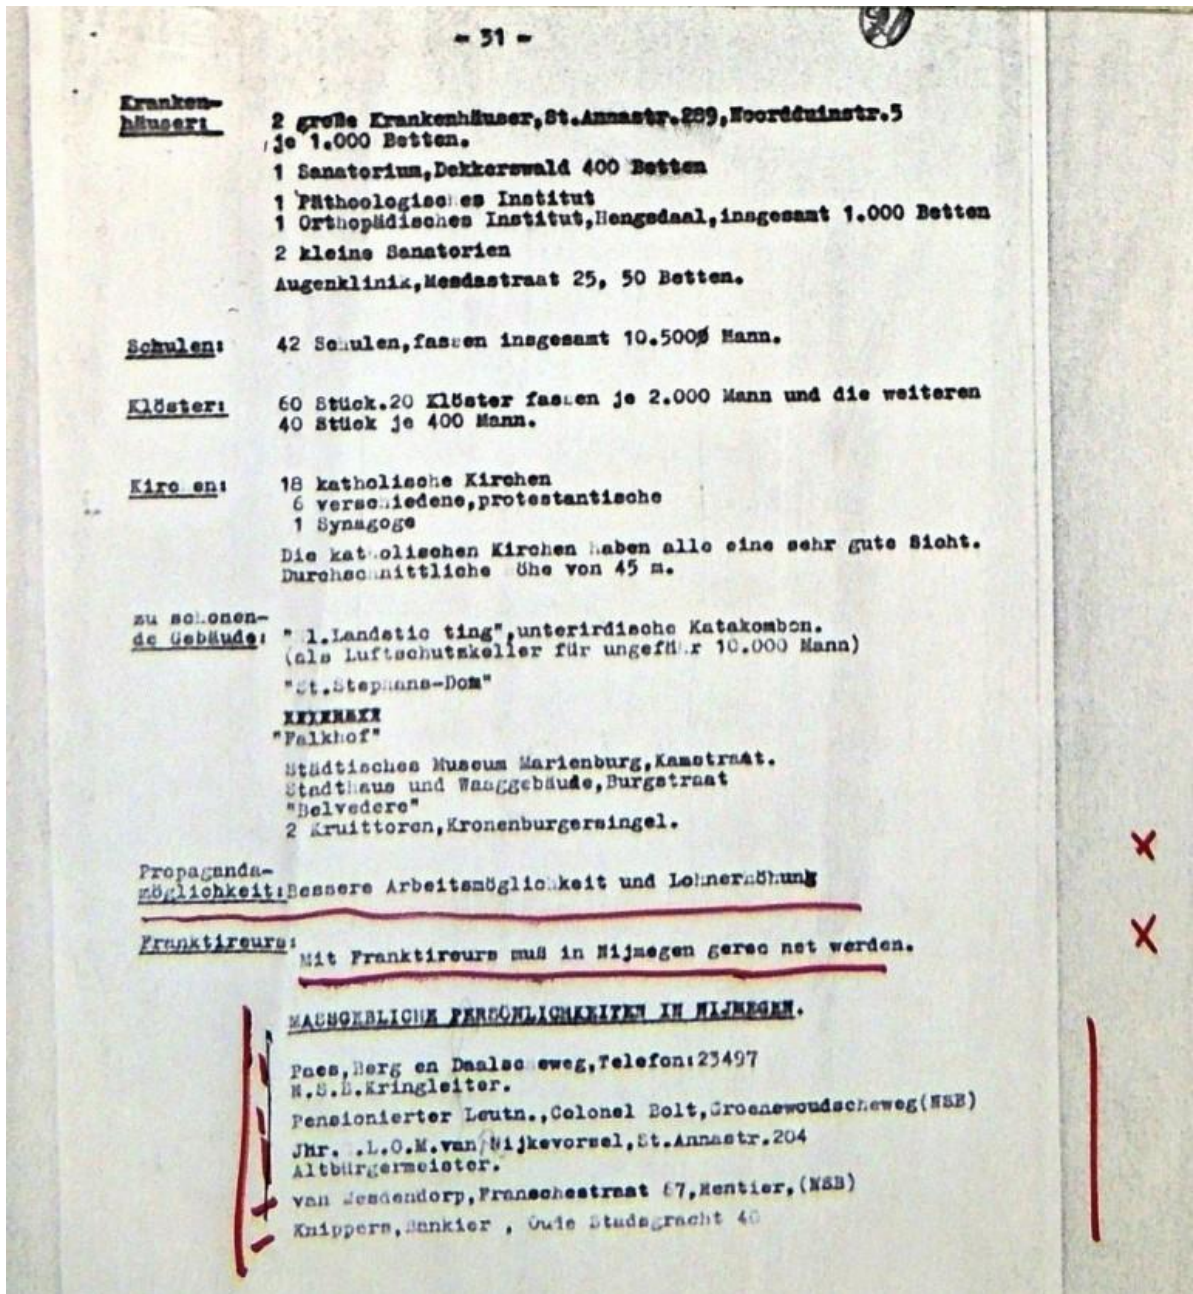 - 31 -
Kranken-
häuser:
2 große Krankenhäuser,St.Annastr.289,Noordduinstr.5
je 1.000 Betten.
1 Sanatorium,Dekkerswald 400 Betten
1 Pathoologisches Institut
1 Orthopädisches Institut,Hengsdaal,insgesamt 1.000 Betten
2 kleine Sanatorien
Augenklinik,Mesdastraat 25, 50 Betten.
Schulen: 42 Schulen,fassen insgesamt 10.500 Mann.
Klöster: 60 Stück.20 Klöster fassen je 2.000 Mann und die weiteren
40 Stück je 400 Mann.
Kirchen: 18 katholische Kirchen
6 verschiedene,protestantische
1 Synagoge
Die katholischen Kirchen haben alle eine sehr gute Sicht.
Durchschnittliche Höhe von 45 m.
zu schonen-
de Gebäude:
" 1.Landstichting",unterirdische Katakomben.
(als Luftschutzkeller für ungefähr 10.000 Mann)
"St.Stephans-Dom"
"Falkhof"
Städtisches Museum Marienburg,Kamstraat.
Stadthaus und Waaggebäude,Burgstraat
"Belvedere"
2 Kruittoren,Kronenburgersingel.
Propaganda-
möglichkeit:Bessere Arbeitsmöglichkeit und Lohnerhöhung
Franktireurs: Mit Franktireurs muß in Nijmegen gerechnet werden.
MASSGEBLICHE PERSÖNLICHKEITEN IN NIJMEGEN.
Paes,Berg en Daalscheweg,Telefon:23497
N.S.B.Kringleiter.
Pensionierter Leutn.,Colonel Bolt,Groenewoudscheweg(NSB)
Jhr. .L.O.M.van Nijkevorsel,St.Annastr.204
Altbürgermeister.
van ,Franschestraat 67,Rentier,(NSB)
Knippers,Bankier , Oude Stadsgracht 40